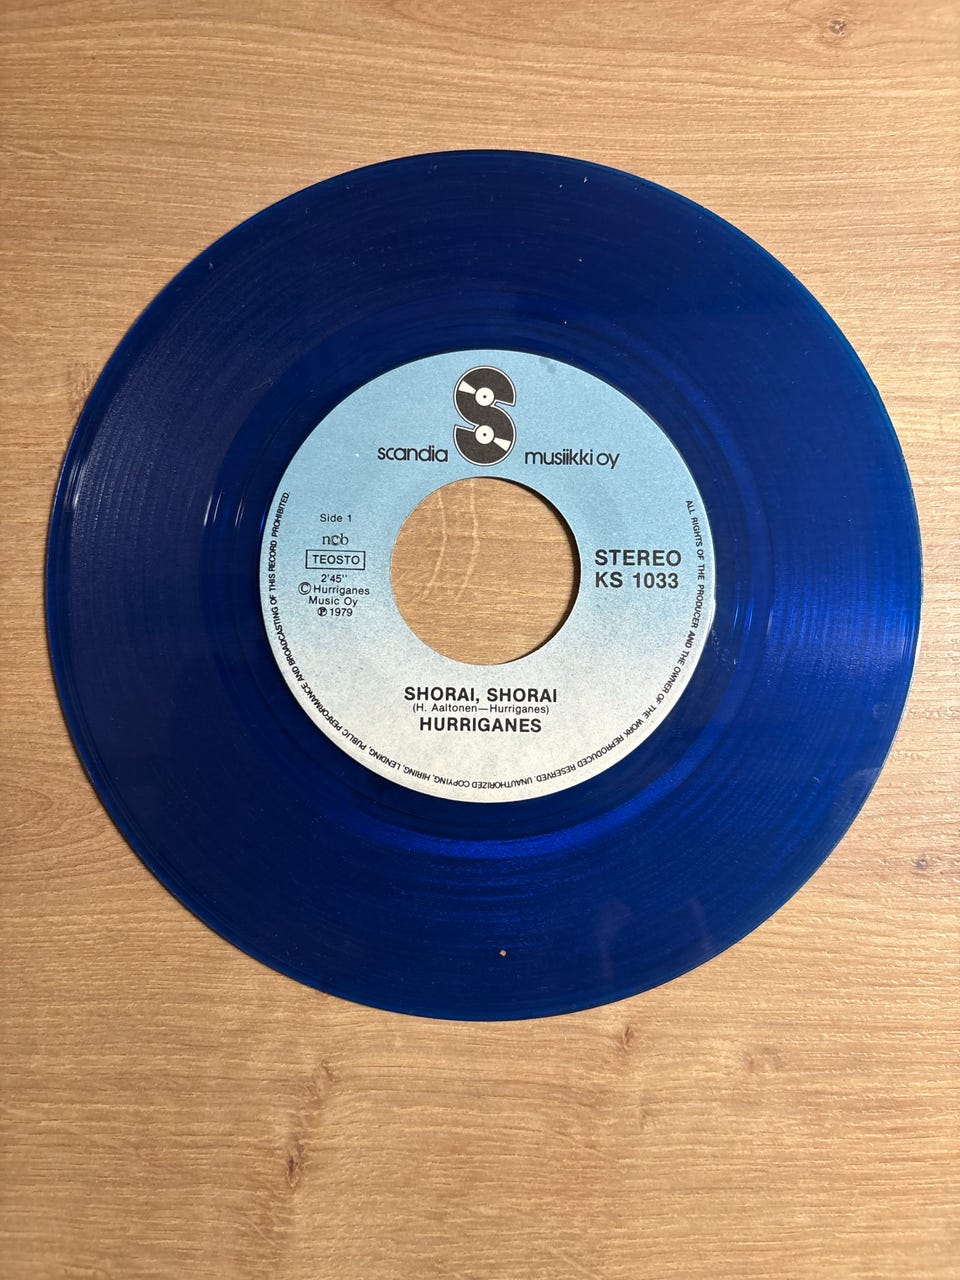 S
scandia musiikki oy
Side 1
ncb
TEOSTO
2'45''
© Hurriganes
Music Oy
℗ 1979
STEREO
KS 1033
SHORAI, SHORAI
(H. Aaltonen—Hurriganes)
HURRIGANES
ALL RIGHTS OF THE PRODUCER AND THE OWNER OF THE WORK REPRODUCED RESERVED. UNAUTHORIZED COPYING, HIRING, LENDING, PUBLIC PERFORMANCE AND BROADCASTING OF THIS RECORD PROHIBITED.